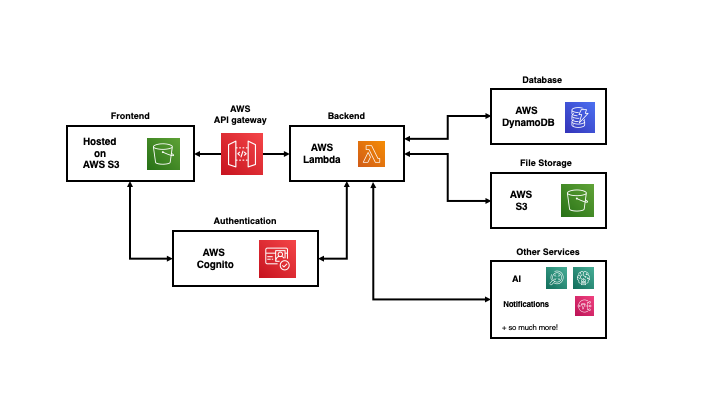 Database
AWS
DynamoDB
Frontend
AWS
API gateway
Backend
Hosted
on
AWS S3
AWS
Lambda
File Storage
AWS
S3
Authentication
AWS
Cognito
Other Services
AI
Notifications
+ so much more!